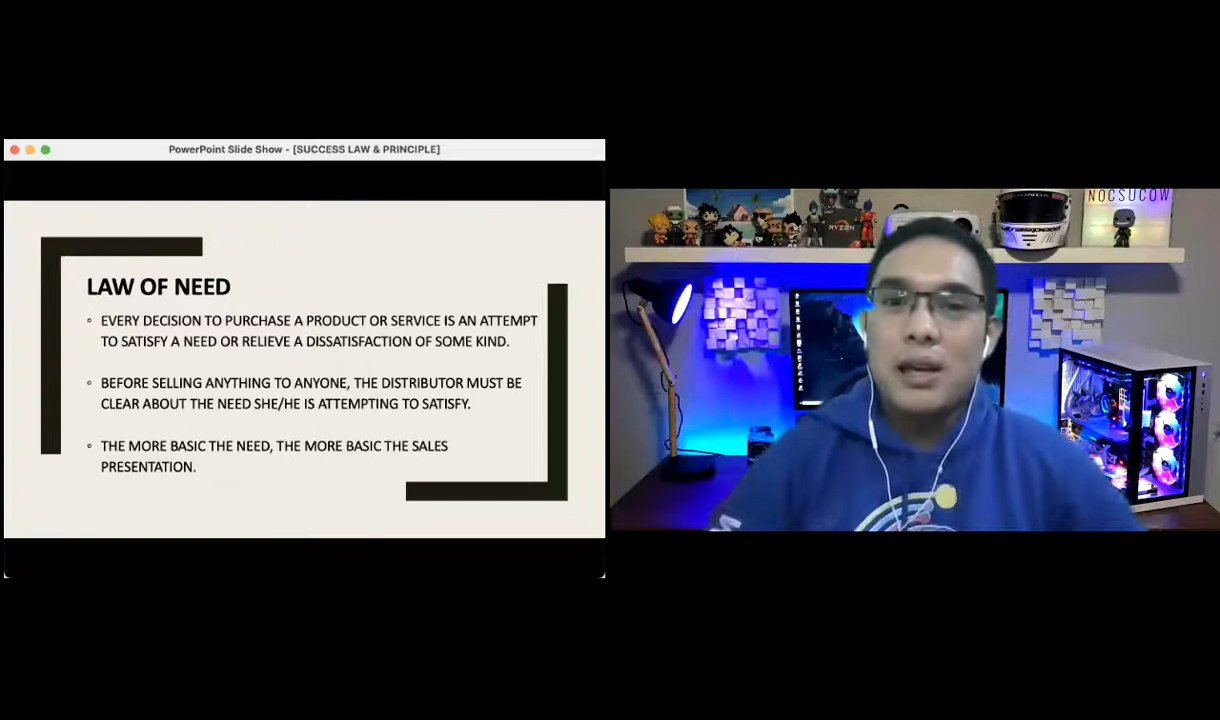 PowerPoint Slide Show - [SUCCESS LAW & PRINCIPLE]
LAW OF NEED
◦ EVERY DECISION TO PURCHASE A PRODUCT OR SERVICE IS AN ATTEMPT
TO SATISFY A NEED OR RELIEVE A DISSATISFACTION OF SOME KIND.
◦ BEFORE SELLING ANYTHING TO ANYONE, THE DISTRIBUTOR MUST BE
CLEAR ABOUT THE NEED SHE/HE IS ATTEMPTING TO SATISFY.
◦ THE MORE BASIC THE NEED, THE MORE BASIC THE SALES
PRESENTATION.
NOCSUCOW
HONDA
RYZEN